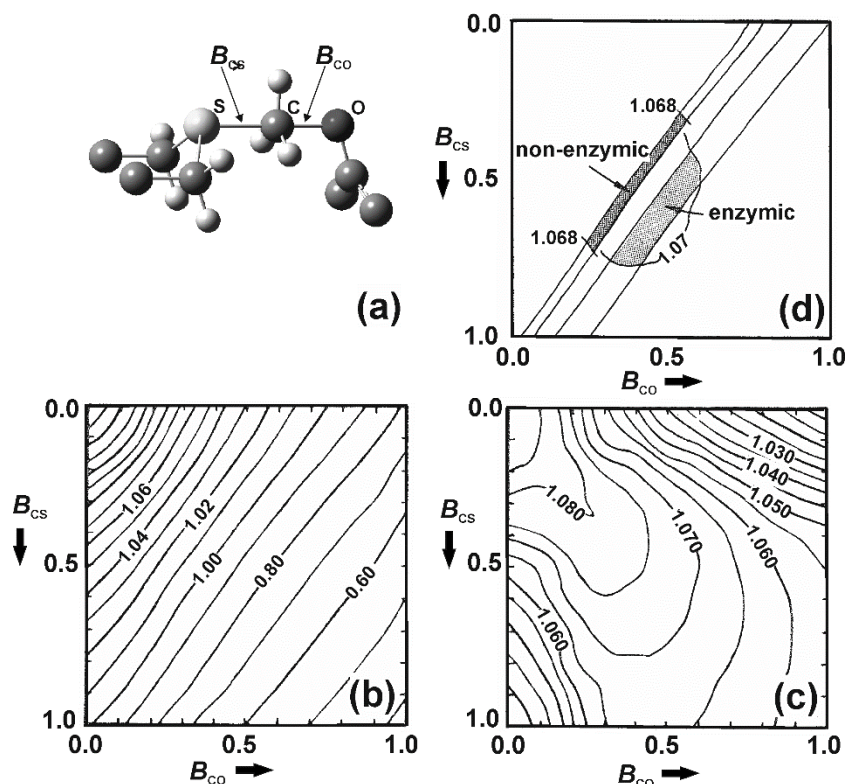 B_cs B_co
S C O
(a)
0.0
1.068
B_cs
non-enzymic
0.5
enzymic
1.068
1.07
(d)
1.0
0.0 0.5 1.0
B_co
0.0
1.06
1.02
B_cs
1.04
0.5
1.00
0.80
0.60
(b)
1.0
0.0 0.5 1.0
B_co
0.0
1.030
1.040
1.050
B_cs
1.080
1.070
1.060
0.5
1.060
(c)
1.0
0.0 0.5 1.0
B_co